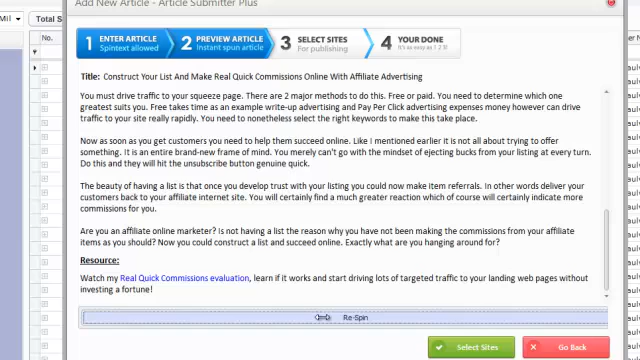 Add New Article - Article Submitter Plus
Mil
Total S
1 ENTER ARTICLE
Spintext allowed
2 PREVIEW ARTICLE
Instant spun article
3 SELECT SITES
For publishing
4 YOUR DONE
It's as easy as 1 2 3!
No.
Title: Construct Your List And Make Real Quick Commissions Online With Affiliate Advertising
You must drive traffic to your squeeze page. There are 2 major methods to do this. Free or paid. You need to determine which one
greatest suits you. Free takes time as an example write-up advertising and Pay Per Click advertising expenses money however can drive
traffic to your site really rapidly. You need to nonetheless select the right keywords to make this take place.
Now as soon as you get customers you need to help them succeed online. Like I mentioned earlier it is not all about trying to offer
something. It is an entire brand-new frame of mind. You merely can't go with the mindset of ejecting bucks from your listing at every turn.
Do this and they will hit the unsubscribe button genuine quick.
The beauty of having a list is that once you develop trust with your listing you could now make item referrals. In other words deliver your
customers back to your affiliate internet site. You will certainly find a much greater reaction which of course will certainly indicate more
commissions for you.
Are you an affiliate online marketer? Is not having a list the reason why you have not been making the commissions from your affiliate
items as you should? Now you could construct a list and succeed online. Exactly what are you hanging around for?
Resource:
Watch my Real Quick Commissions evaluation, learn if it works and start driving lots of targeted traffic to your landing web pages without
investing a fortune!
Re-Spin
Select Sites
Go Back